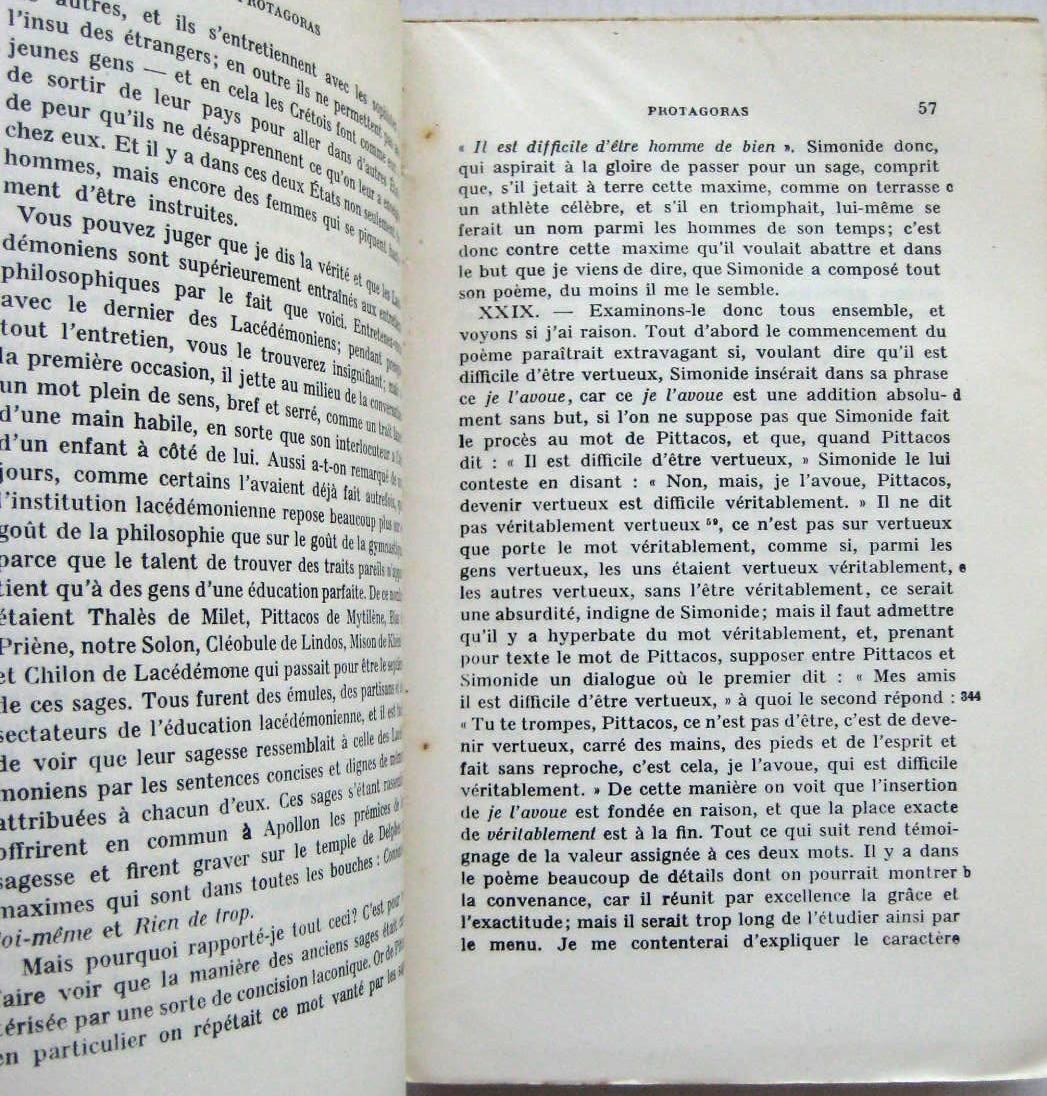 PROTAGORAS
autres, et ils s'entretiennent avec les
l'insu des étrangers; en outre ils ne permettent
jeunes gens — et en cela les Crétois font comme
de sortir de leur pays pour aller dans d'autres
de peur qu'ils ne désapprennent ce qu'on leur a
chez eux. Et il y a dans ces deux États non seulement
hommes, mais encore des femmes qui se piquent
ment d'être instruites.
Vous pouvez juger que je dis la vérité et que les
démoniens sont supérieurement entraînés aux
philosophiques par le fait que voici.
avec le dernier des Lacédémoniens; pendant
tout l'entretien, vous le trouverez insignifiant;
la première occasion, il jette au milieu de la
un mot plein de sens, bref et serré, comme un trait
d'une main habile, en sorte que son interlocuteur a
d'un enfant à côté de lui. Aussi a-t-on remarqué de
jours, comme certains l'avaient déjà fait autrefois,
l'institution lacédémonienne repose beaucoup plus
goût de la philosophie que sur le goût de la
parce que le talent de trouver des traits pareils
tient qu'à des gens d'une éducation parfaite. De ce
étaient Thalès de Milet, Pittacos de Mytilène,
Priène, notre Solon, Cléobule de Lindos, Mison de
et Chilon de Lacédémone qui passait pour être le
de ces sages. Tous furent des émules, des partisans et
sectateurs de l'éducation lacédémonienne, et il est
de voir que leur sagesse ressemblait à celle des
moniens par les sentences concises et dignes de
attribuées à chacun d'eux. Ces sages s'étant
offrirent en commun à Apollon les prémices de
sagesse et firent graver sur le temple de Delphes
maximes qui sont dans toutes les bouches :
toi-même et Rien de trop.
Mais pourquoi rapporté-je tout ceci? C'est pour
faire voir que la manière des anciens sages était
térisée par une sorte de concision laconique. Or de
en particulier on répétait ce mot vanté par les
PROTAGORAS 57
« Il est difficile d'être homme de bien ». Simonide donc,
qui aspirait à la gloire de passer pour un sage, comprit
que, s'il jetait à terre cette maxime, comme on terrasse c
un athlète célèbre, et s'il en triomphait, lui-même se
ferait un nom parmi les hommes de son temps; c'est
donc contre cette maxime qu'il voulait abattre et dans
le but que je viens de dire, que Simonide a composé tout
son poème, du moins il me le semble.
XXIX. — Examinons-le donc tous ensemble, et
voyons si j'ai raison. Tout d'abord le commencement du
poème paraîtrait extravagant si, voulant dire qu'il est
difficile d'être vertueux, Simonide insérait dans sa phrase
ce je l'avoue, car ce je l'avoue est une addition absolu- d
ment sans but, si l'on ne suppose pas que Simonide fait
le procès au mot de Pittacos, et que, quand Pittacos
dit : « Il est difficile d'être vertueux, » Simonide le lui
conteste en disant : « Non, mais, je l'avoue, Pittacos,
devenir vertueux est difficile véritablement. » Il ne dit
pas véritablement vertueux ⁵⁹, ce n'est pas sur vertueux
que porte le mot véritablement, comme si, parmi les
gens vertueux, les uns étaient vertueux véritablement, e
les autres vertueux, sans l'être véritablement, ce serait
une absurdité, indigne de Simonide; mais il faut admettre
qu'il y a hyperbate du mot véritablement, et, prenant
pour texte le mot de Pittacos, supposer entre Pittacos et
Simonide un dialogue où le premier dit : « Mes amis
il est difficile d'être vertueux, » à quoi le second répond : 344
« Tu te trompes, Pittacos, ce n'est pas d'être, c'est de deve-
nir vertueux, carré des mains, des pieds et de l'esprit et
fait sans reproche, c'est cela, je l'avoue, qui est difficile
véritablement. » De cette manière on voit que l'insertion
de je l'avoue est fondée en raison, et que la place exacte
de véritablement est à la fin. Tout ce qui suit rend témoi-
gnage de la valeur assignée à ces deux mots. Il y a dans
le poème beaucoup de détails dont on pourrait montrer b
la convenance, car il réunit par excellence la grâce et
l'exactitude; mais il serait trop long de l'étudier ainsi par
le menu. Je me contenterai d'expliquer le caractère